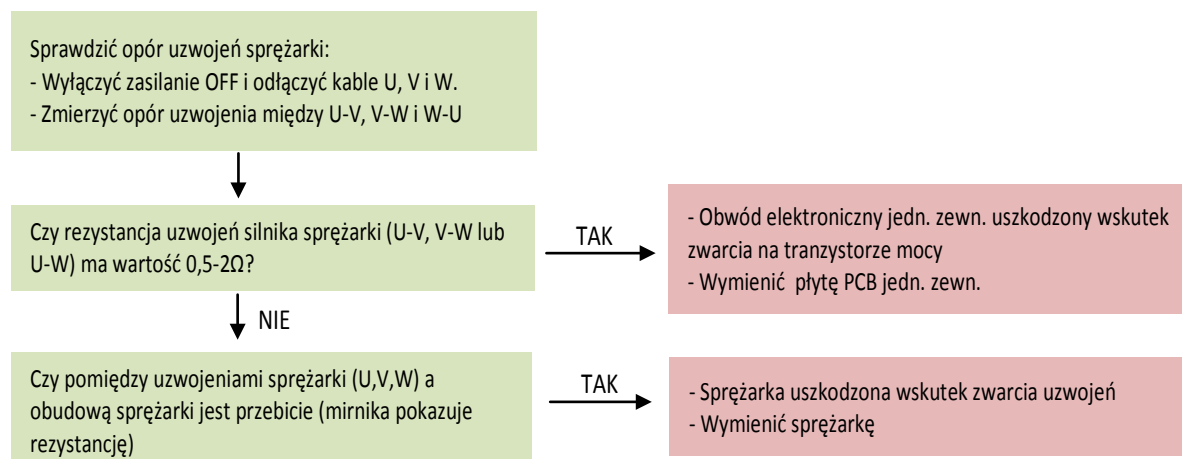 Sprawdzić opór uzwojeń sprężarki:
- Wyłączyć zasilanie OFF i odłączyć kable U, V i W.
- Zmierzyć opór uzwojenia między U-V, V-W i W-U
Czy rezystancja uzwojeń silnika sprężarki (U-V, V-W lub
U-W) ma wartość 0,5-2Ω?
TAK
- Obwód elektroniczny jedn. zewn. uszkodzony wskutek
zwarcia na tranzystorze mocy
- Wymienić płytę PCB jedn. zewn.
NIE
Czy pomiędzy uzwojeniami sprężarki (U,V,W) a
obudową sprężarki jest przebicie (mirnika pokazuje
rezystancję)
TAK
- Sprężarka uszkodzona wskutek zwarcia uzwojeń
- Wymienić sprężarkę